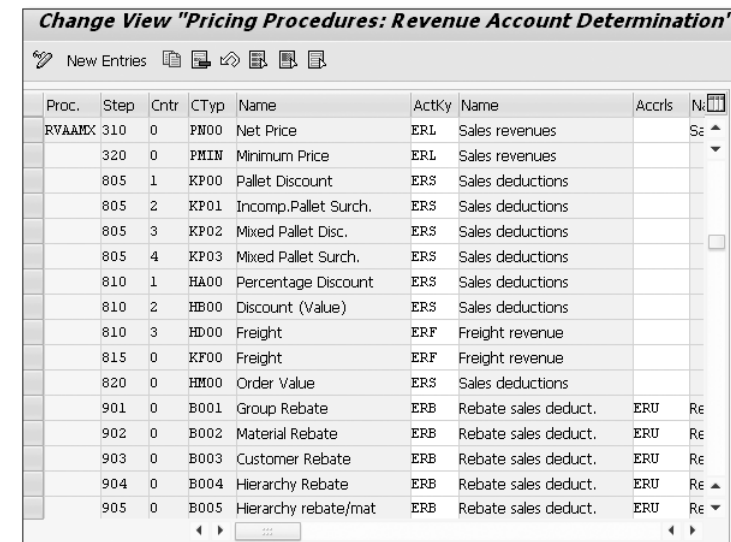 Change View "Pricing Procedures: Revenue Account Determination"
New Entries
Proc. Step Cntr CTyp Name ActKy Name Accrls Na
RVAAMX 310 0 PN00 Net Price ERL Sales revenues Sa
320 0 PMIN Minimum Price ERL Sales revenues
805 1 KP00 Pallet Discount ERS Sales deductions
805 2 KP01 Incomp.Pallet Surch. ERS Sales deductions
805 3 KP02 Mixed Pallet Disc. ERS Sales deductions
805 4 KP03 Mixed Pallet Surch. ERS Sales deductions
810 1 HA00 Percentage Discount ERS Sales deductions
810 2 HB00 Discount (Value) ERS Sales deductions
810 3 HD00 Freight ERF Freight revenue
815 0 KF00 Freight ERF Freight revenue
820 0 HM00 Order Value ERS Sales deductions
901 0 B001 Group Rebate ERB Rebate sales deduct. ERU Re
902 0 B002 Material Rebate ERB Rebate sales deduct. ERU Re
903 0 B003 Customer Rebate ERB Rebate sales deduct. ERU Re
904 0 B004 Hierarchy Rebate ERB Rebate sales deduct. ERU Re
905 0 B005 Hierarchy rebate/mat ERB Rebate sales deduct. ERU Re